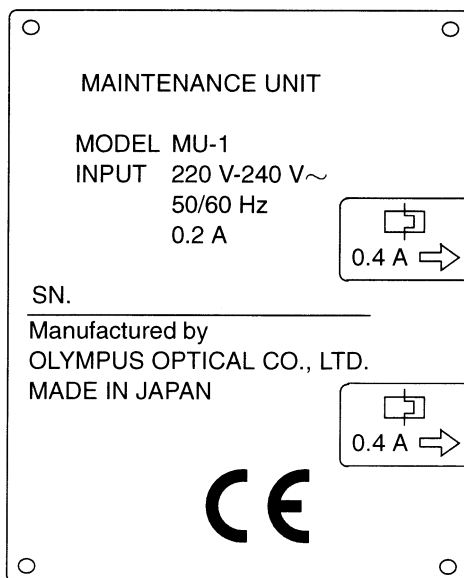 MAINTENANCE UNIT
MODEL MU-1
INPUT 220 V-240 V~
50/60 Hz
0.2 A
0.4 A
SN.
Manufactured by
OLYMPUS OPTICAL CO., LTD.
MADE IN JAPAN
0.4 A
CE